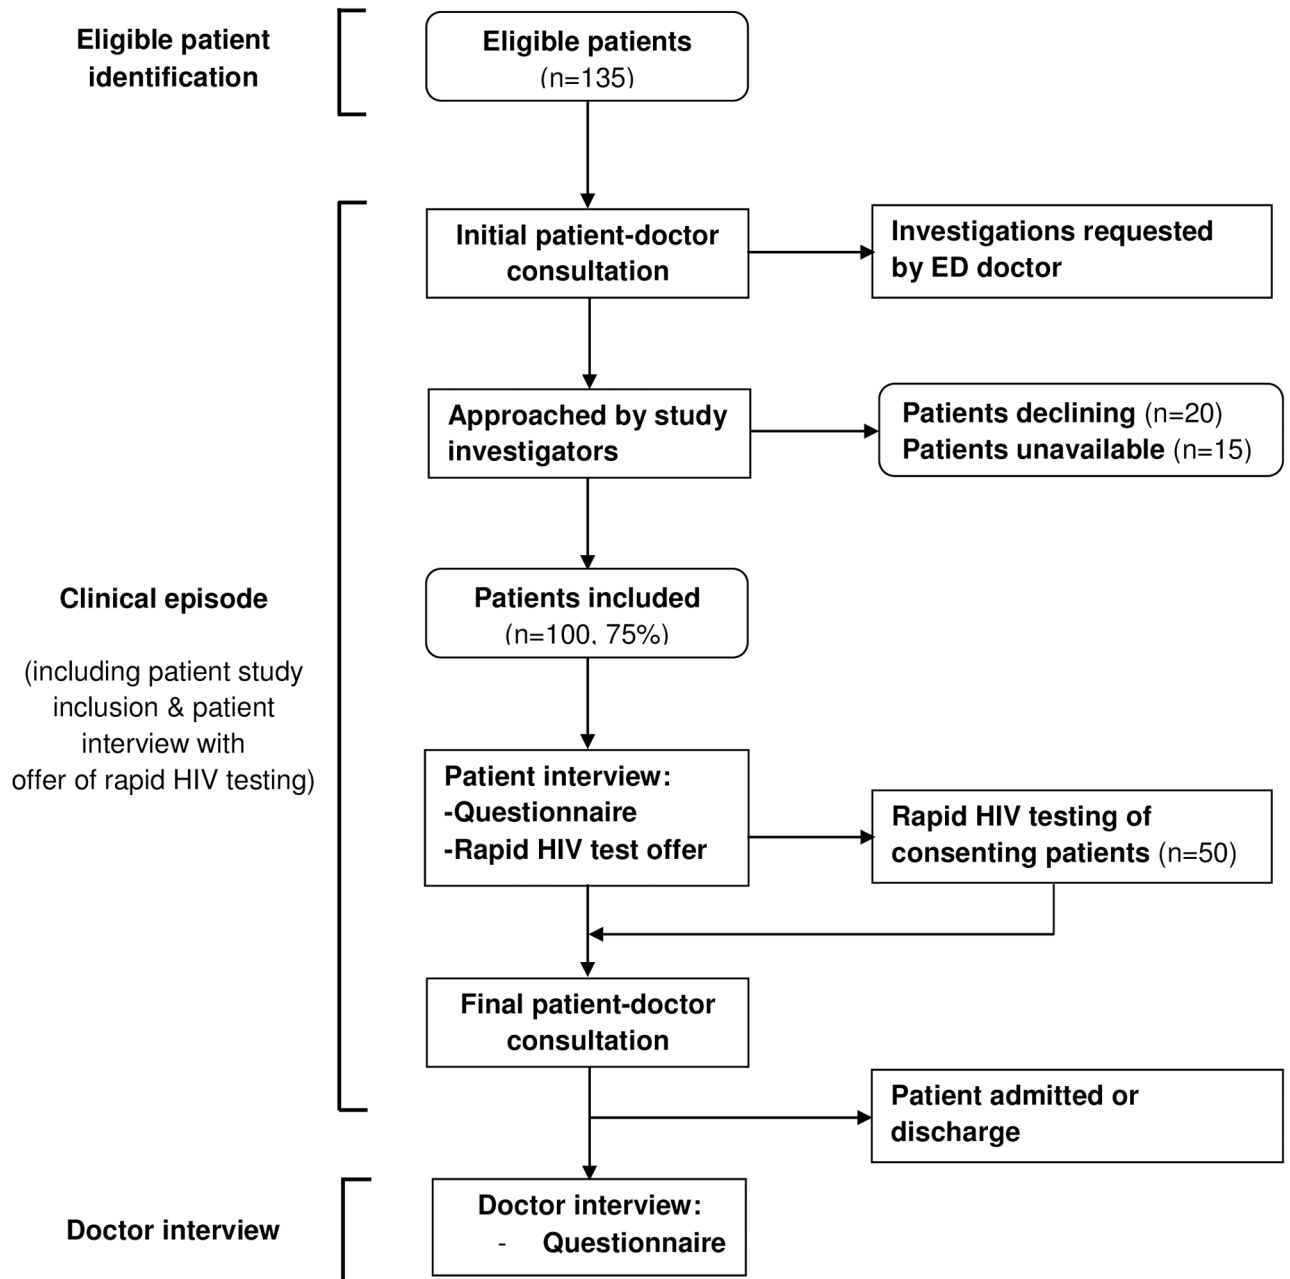 Eligible patient
identification
Eligible patients
(n=135)
Initial patient-doctor
consultation
Investigations requested
by ED doctor
Approached by study
investigators
Patients declining (n=20)
Patients unavailable (n=15)
Clinical episode
(including patient study
inclusion & patient
interview with
offer of rapid HIV testing)
Patients included
(n=100, 75%)
Patient interview:
-Questionnaire
-Rapid HIV test offer
Rapid HIV testing of
consenting patients (n=50)
Final patient-doctor
consultation
Patient admitted or
discharge
Doctor interview
Doctor interview:
- Questionnaire